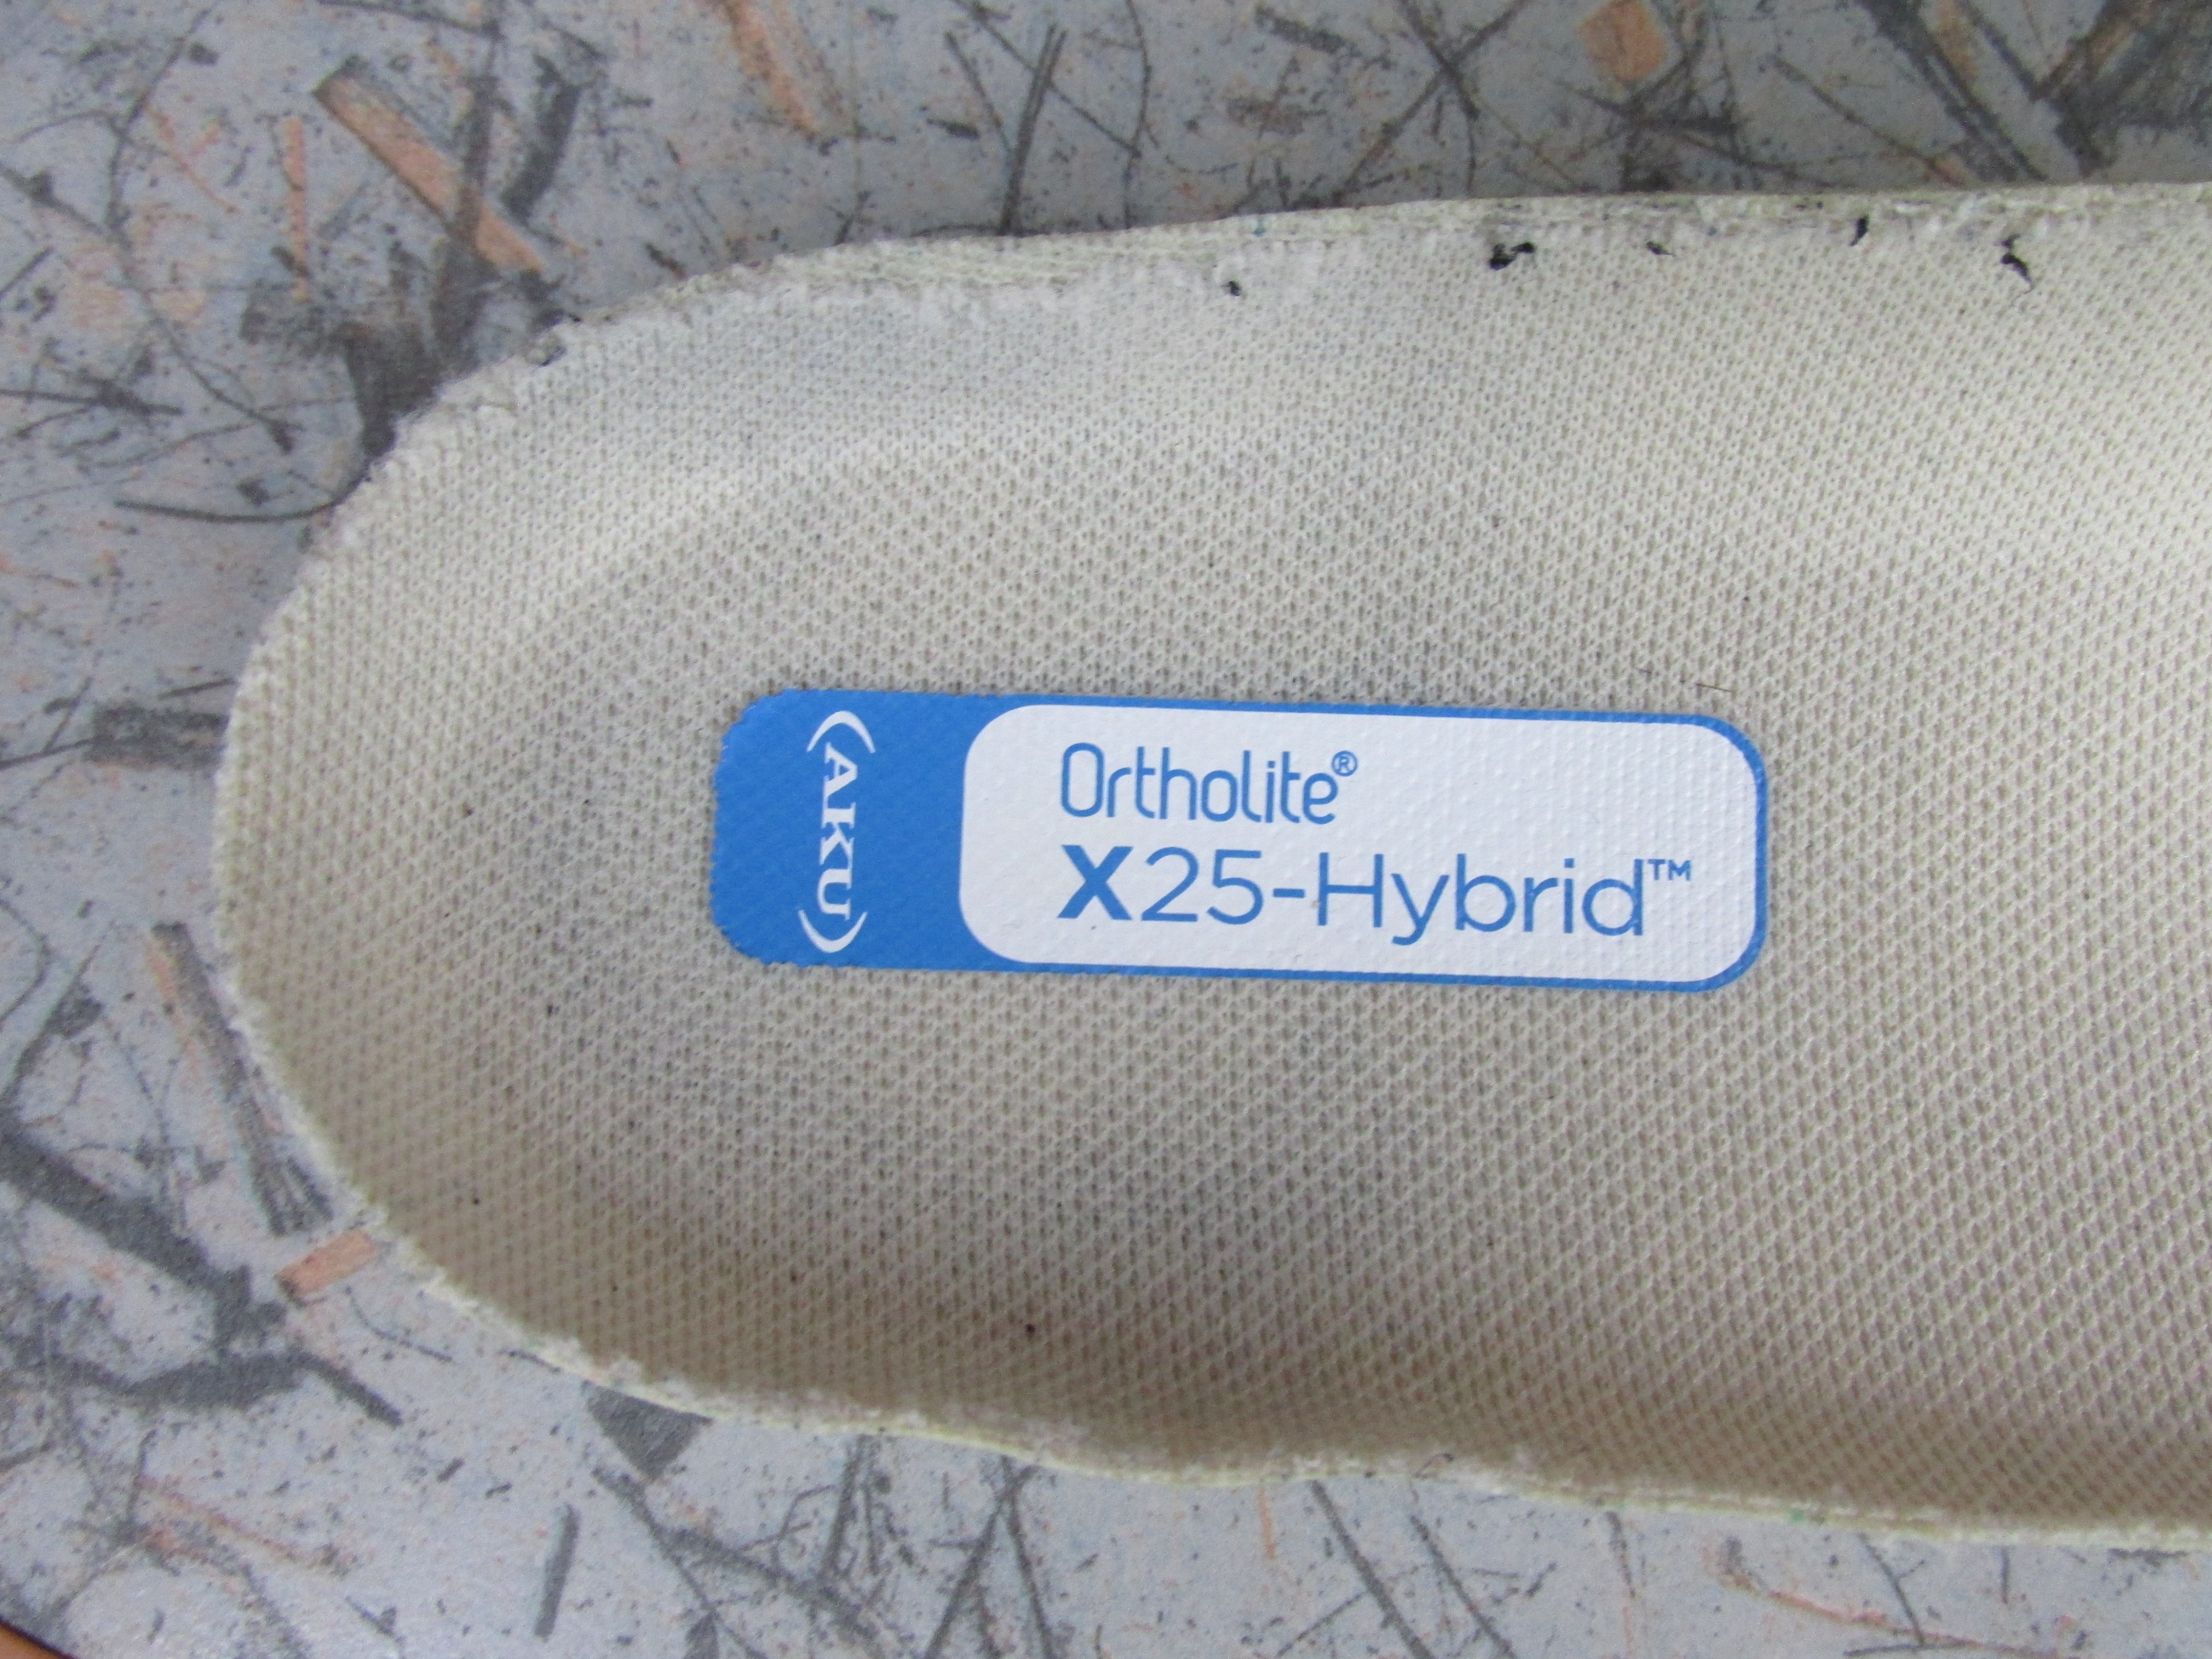 (AKU)
Ortholite®
X25-Hybrid™